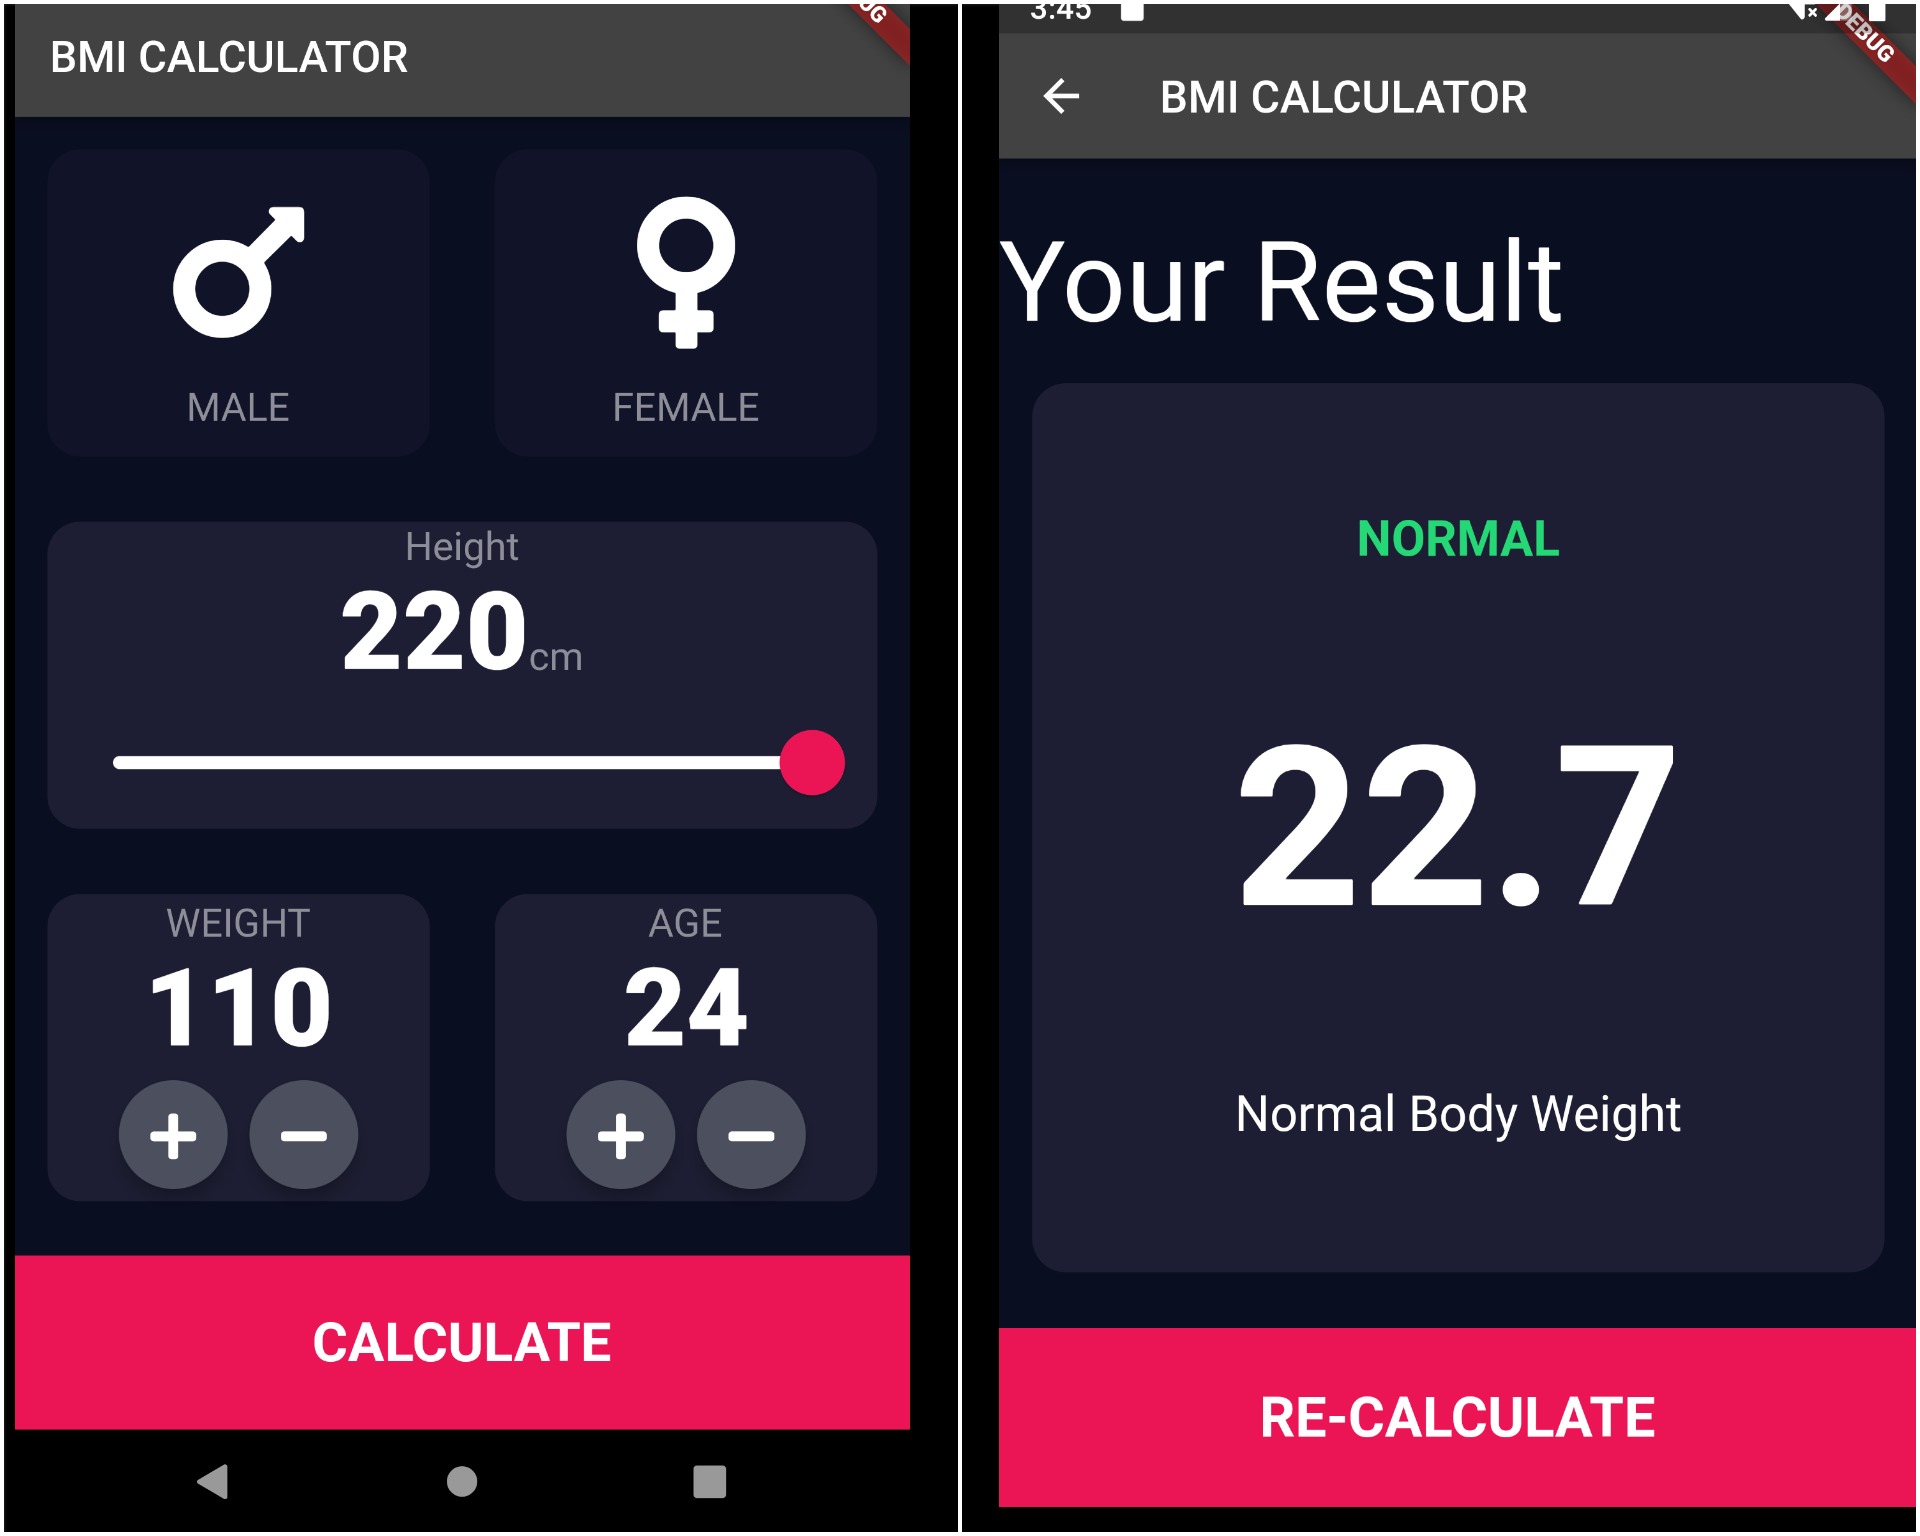 BMI CALCULATOR
MALE
FEMALE
Height
220cm
WEIGHT
110
AGE
24
CALCULATE
3:45
DEBUG
BMI CALCULATOR
Your Result
NORMAL
22.7
Normal Body Weight
RE-CALCULATE